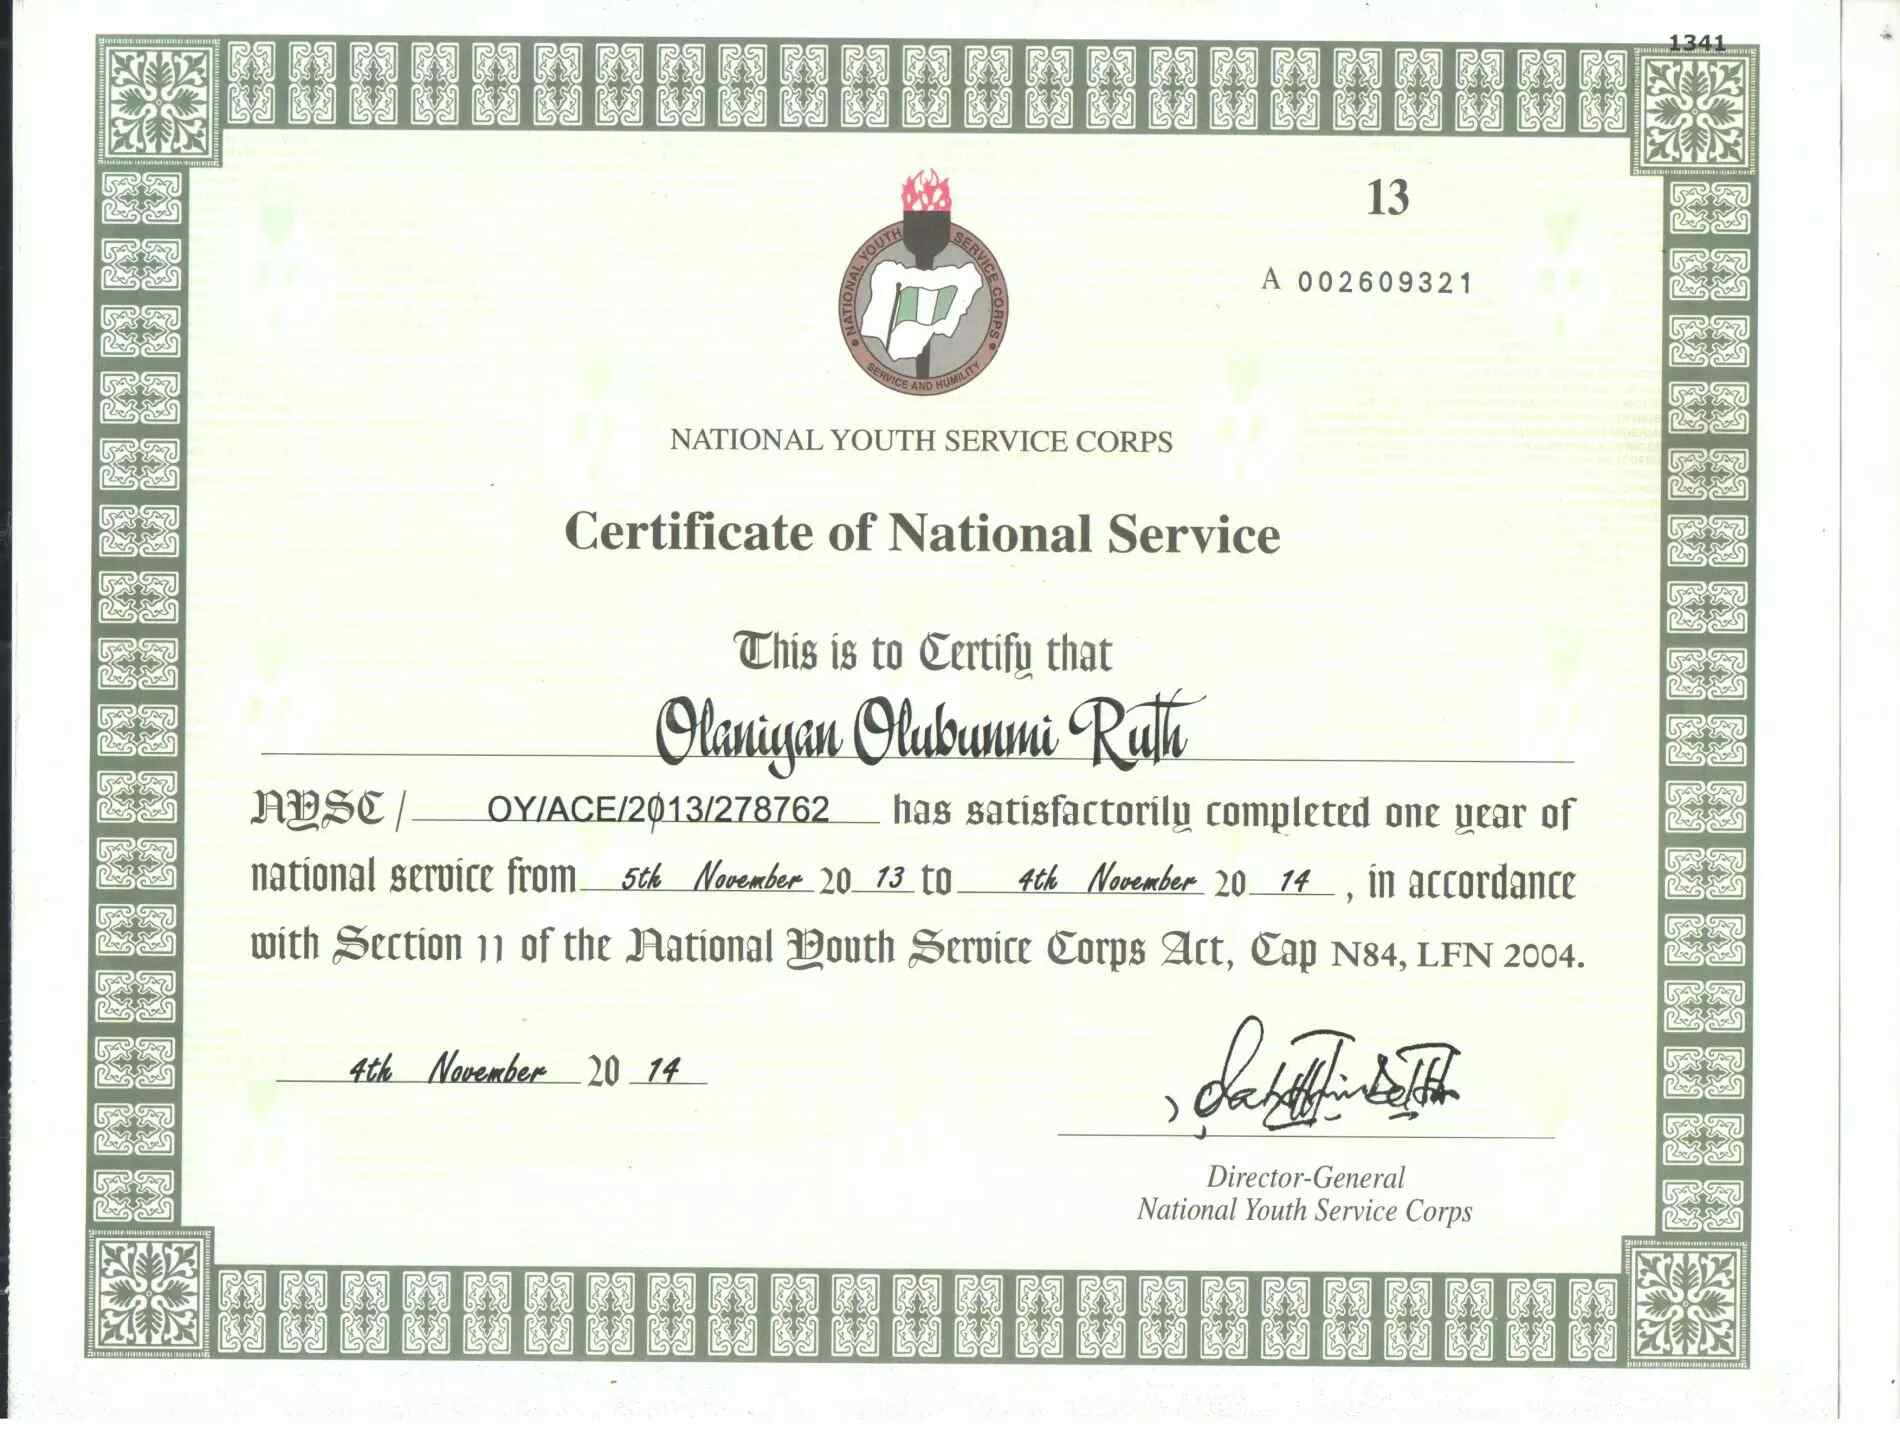 1341
13
A 002609321
NATIONAL YOUTH SERVICE CORPS
SERVICE AND HUMILITY
NATIONAL YOUTH SERVICE CORPS
Certificate of National Service
This is to Certify that
Olaniyan Olubunmi Ruth
NYSC / OY/ACE/2013/278762 has satisfactorily completed one year of
national service from 5th November 20 13 to 4th November 20 14 , in accordance
with Section 11 of the National Youth Service Corps Act, Cap N84, LFN 2004.
4th November 20 14
Director-General
National Youth Service Corps